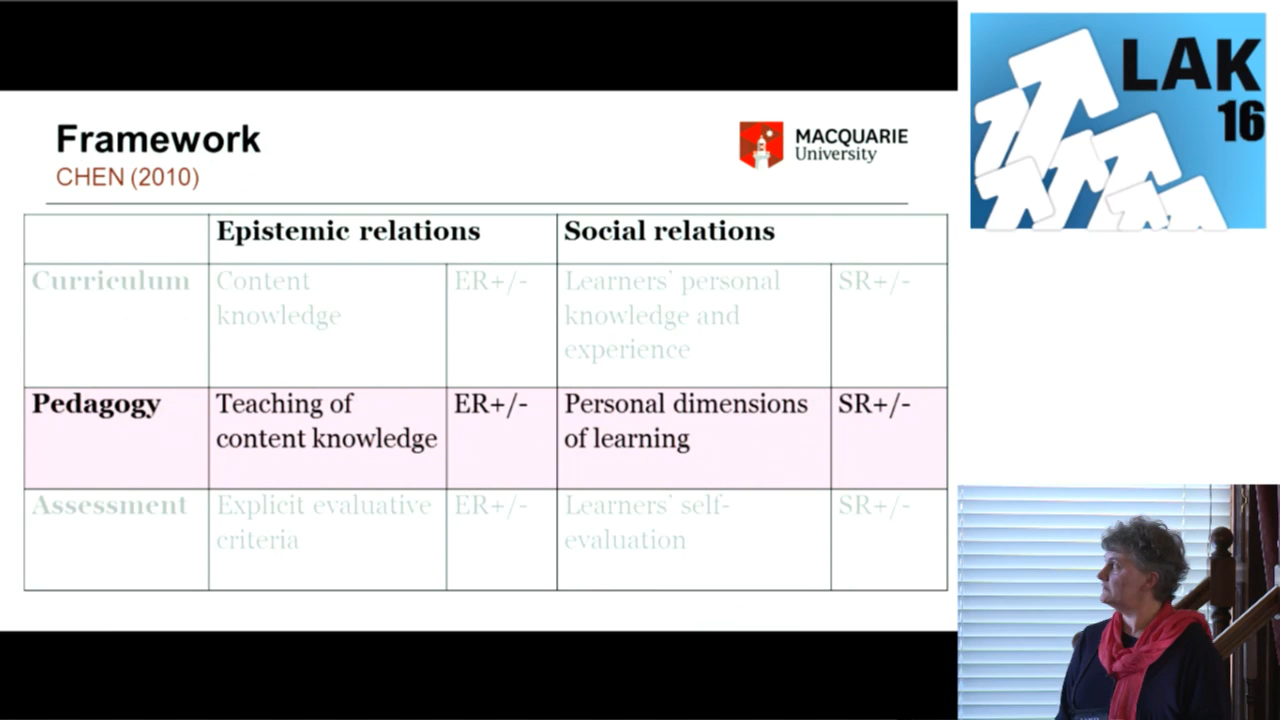 Framework
CHEN (2010)
MACQUARIE
University
LAK
16
Epistemic relations
Social relations
Curriculum
Content
knowledge
ER+/-
Learners' personal
knowledge and
experience
SR+/-
Pedagogy
Teaching of
content knowledge
ER+/-
Personal dimensions
of learning
SR+/-
Assessment
Explicit evaluative
criteria
ER+/-
Learners' self-
evaluation
SR+/-